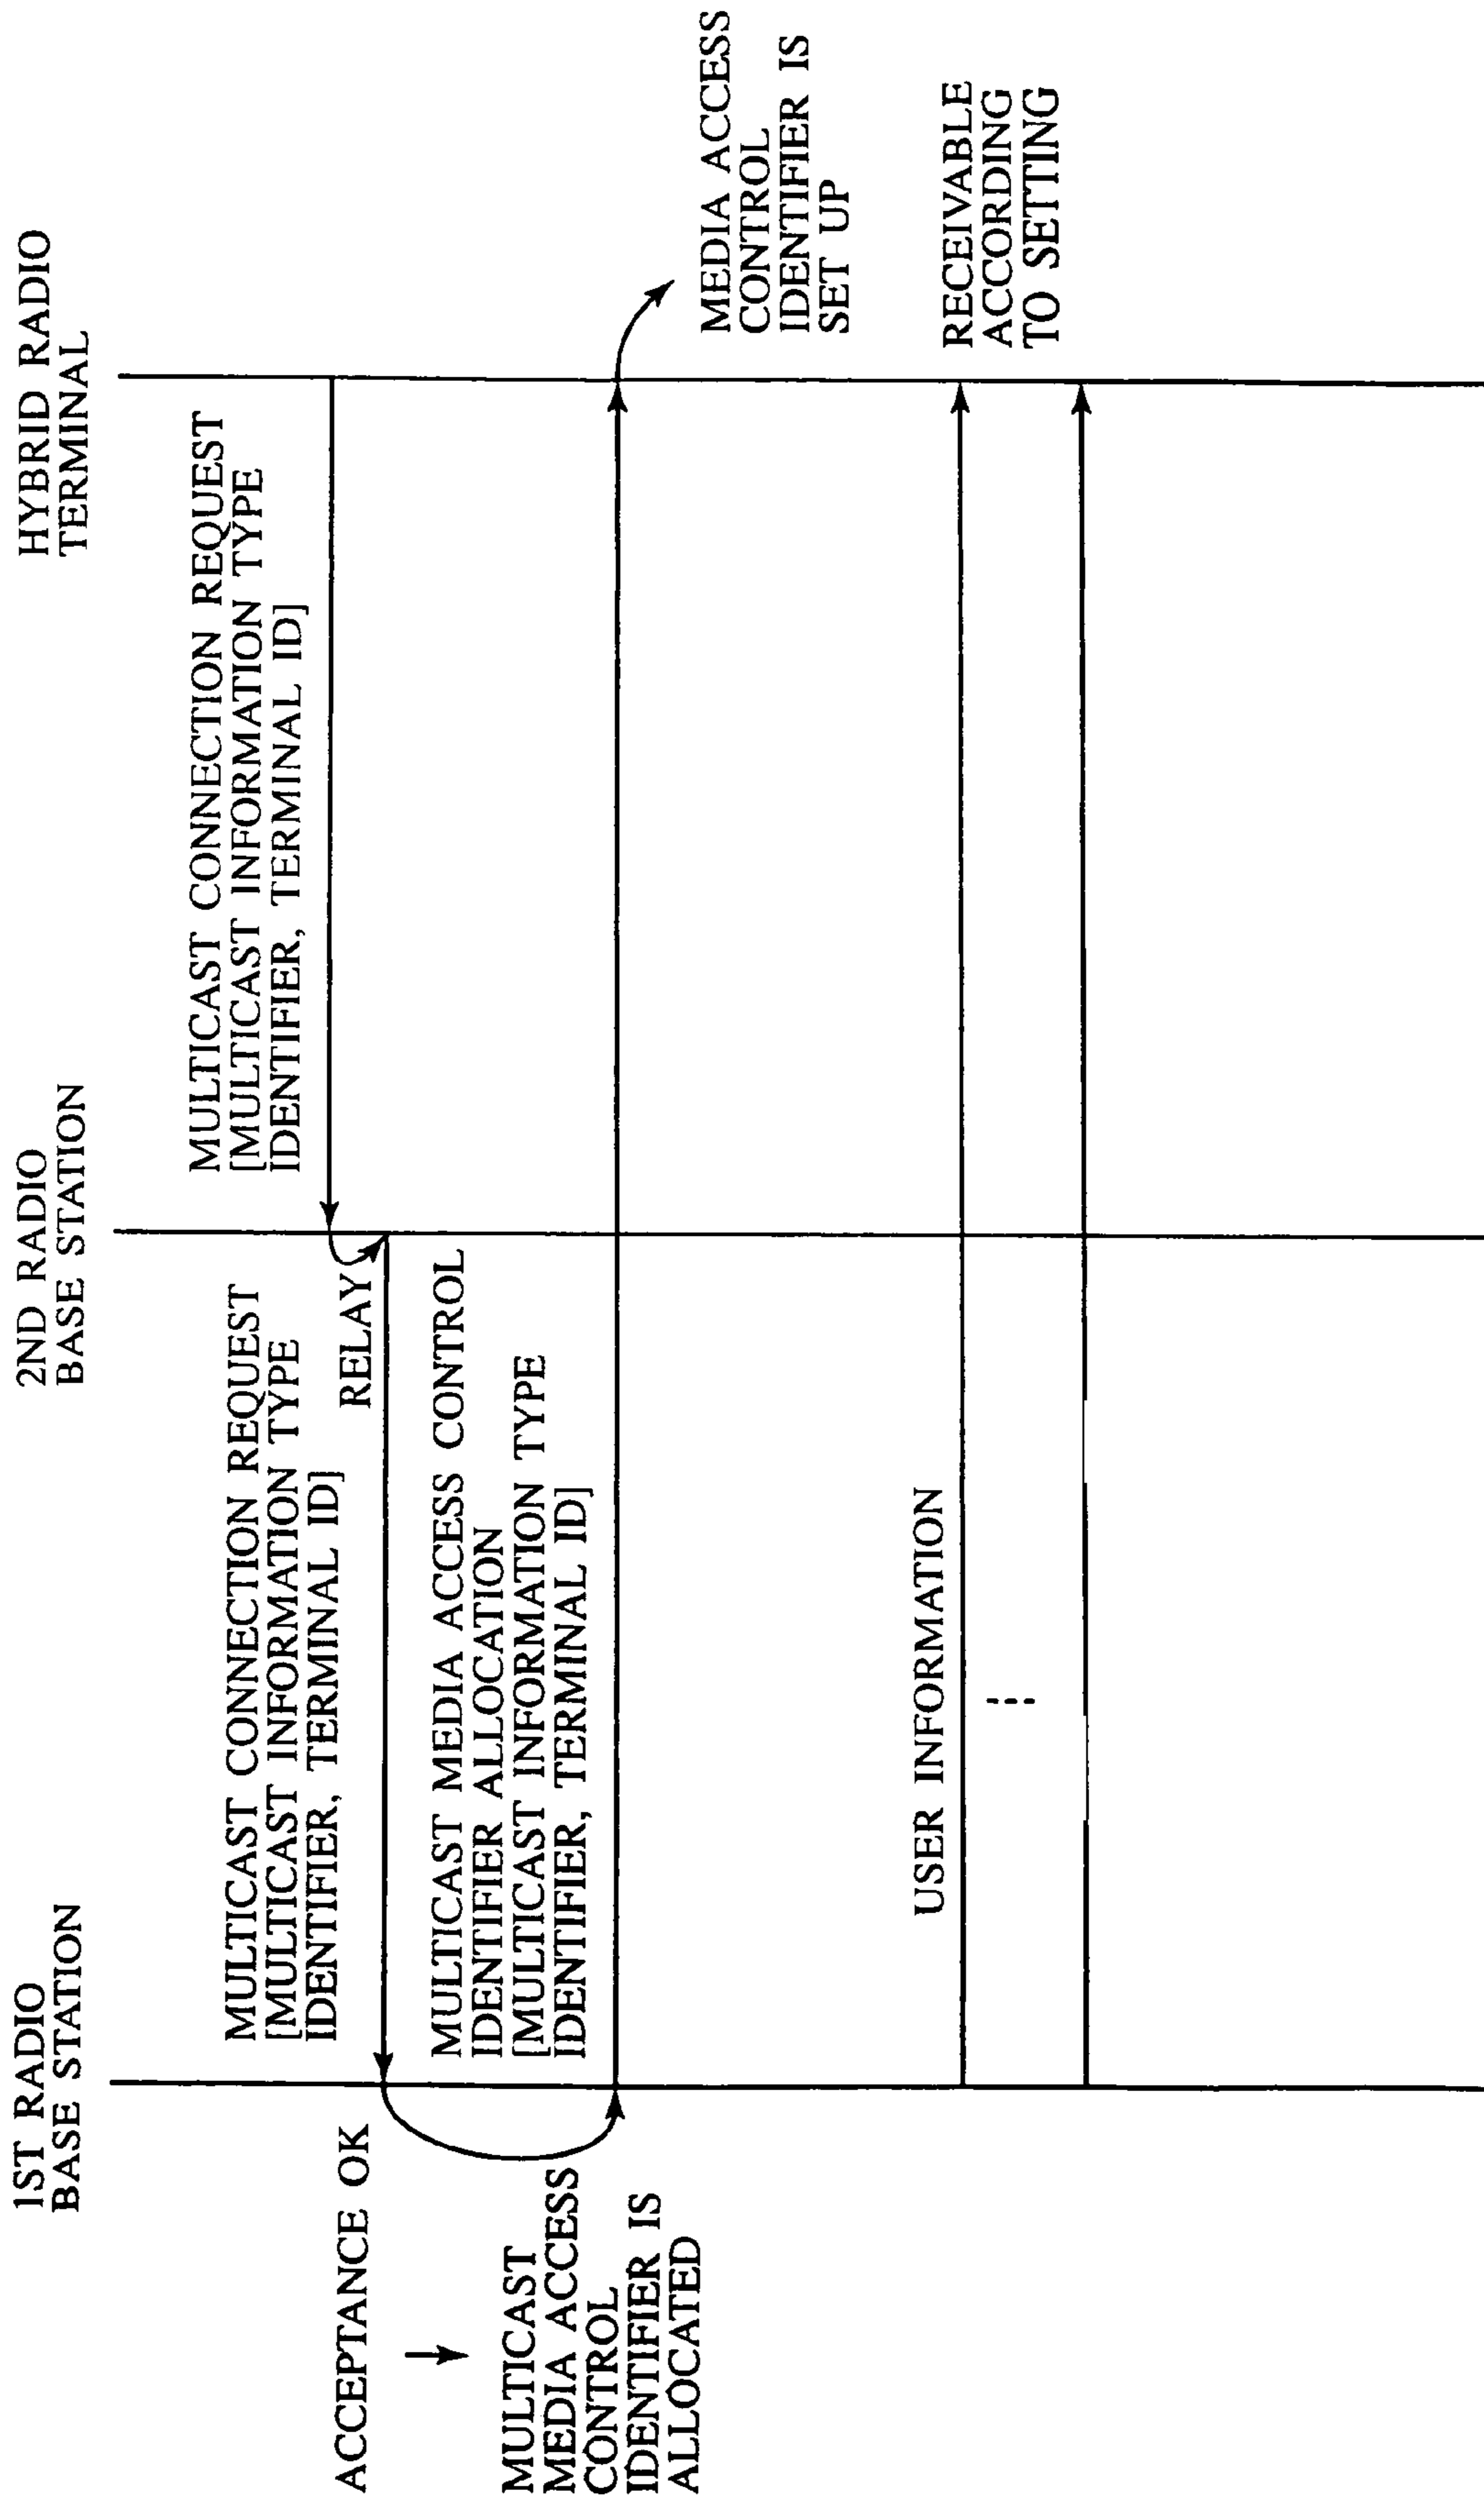 1ST RADIO
BASE STATION
2ND RADIO
BASE STATION
HYBRID RADIO
TERMINAL
MULTICAST CONNECTION REQUEST
[MULTICAST INFORMATION TYPE
IDENTIFIER, TERMINAL ID]
RELAY
MULTICAST CONNECTION REQUEST
[MULTICAST INFORMATION TYPE
IDENTIFIER, TERMINAL ID]
ACCEPTANCE OK
MULTICAST
MEDIA ACCESS
CONTROL
IDENTIFIER IS
ALLOCATED
MULTICAST MEDIA ACCESS CONTROL
IDENTIFIER ALLOCATION
[MULTICAST INFORMATION TYPE
IDENTIFIER, TERMINAL ID]
MEDIA ACCESS
CONTROL
IDENTIFIER IS
SET UP
USER INFORMATION
RECEIVABLE
ACCORDING
TO SETTING